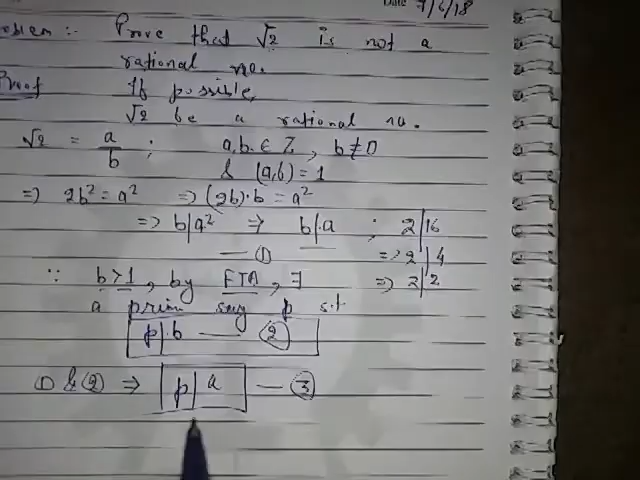 Date 7/6/18
oblem :- Prove that √2 is not a
rational no.
Proof If possible,
√2 be a rational no.
√2 = a/b ; a,b ∈ Z, b≠0
& (a,b) = 1
=> 2b² = a² => (2b)·b = a²
=> b|a² => b|a ; 2|16
— ① => 2|4
∵ b>1, by FTA, ∃ => 2|2
a prim say p s.t
p|b — ②
① & ② => p|a — ③